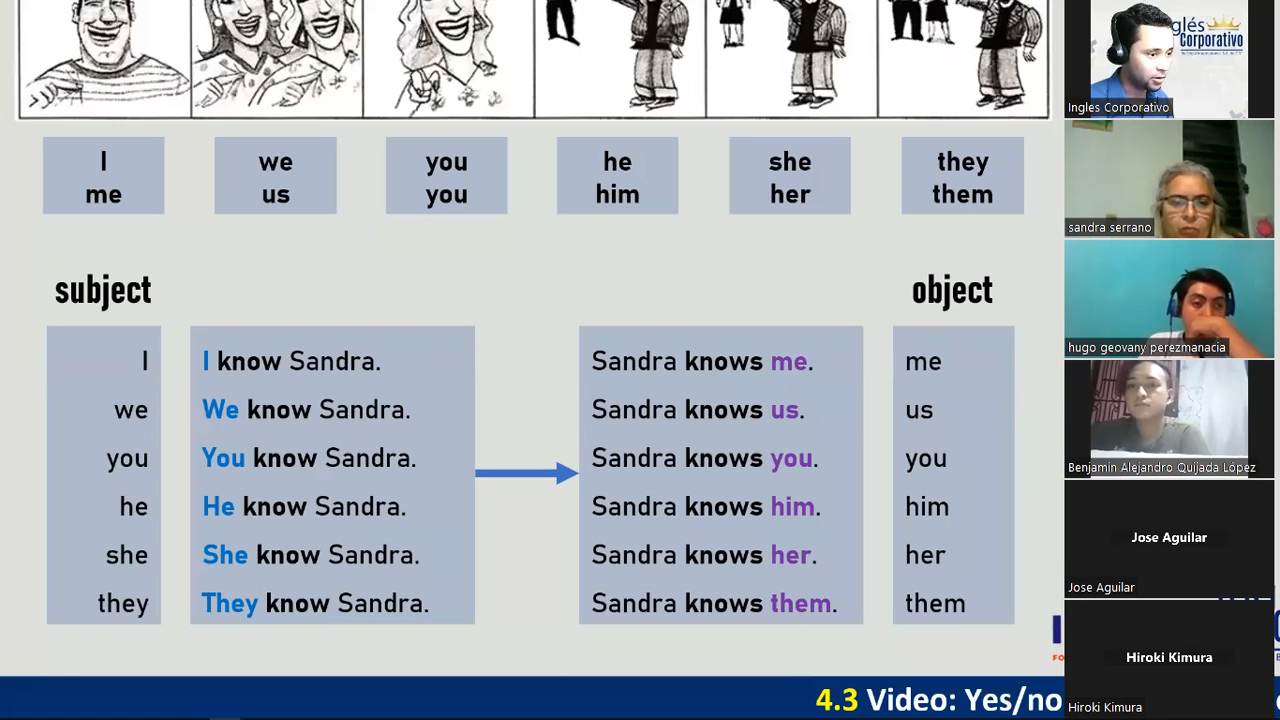 I
me
we
us
you
you
he
him
she
her
they
them
subject
object
I
we
you
he
she
they
I know Sandra.
We know Sandra.
You know Sandra.
He know Sandra.
She know Sandra.
They know Sandra.
Sandra knows me.
Sandra knows us.
Sandra knows you.
Sandra knows him.
Sandra knows her.
Sandra knows them.
me
us
you
him
her
them
4.3 Video: Yes/no
glés
Corporativo
Ingles Corporativo
sandra serrano
hugo geovany perezmanacia
Benjamin Alejandro Quijada López
Jose Aguilar
Jose Aguilar
Hiroki Kimura
Hiroki Kimura